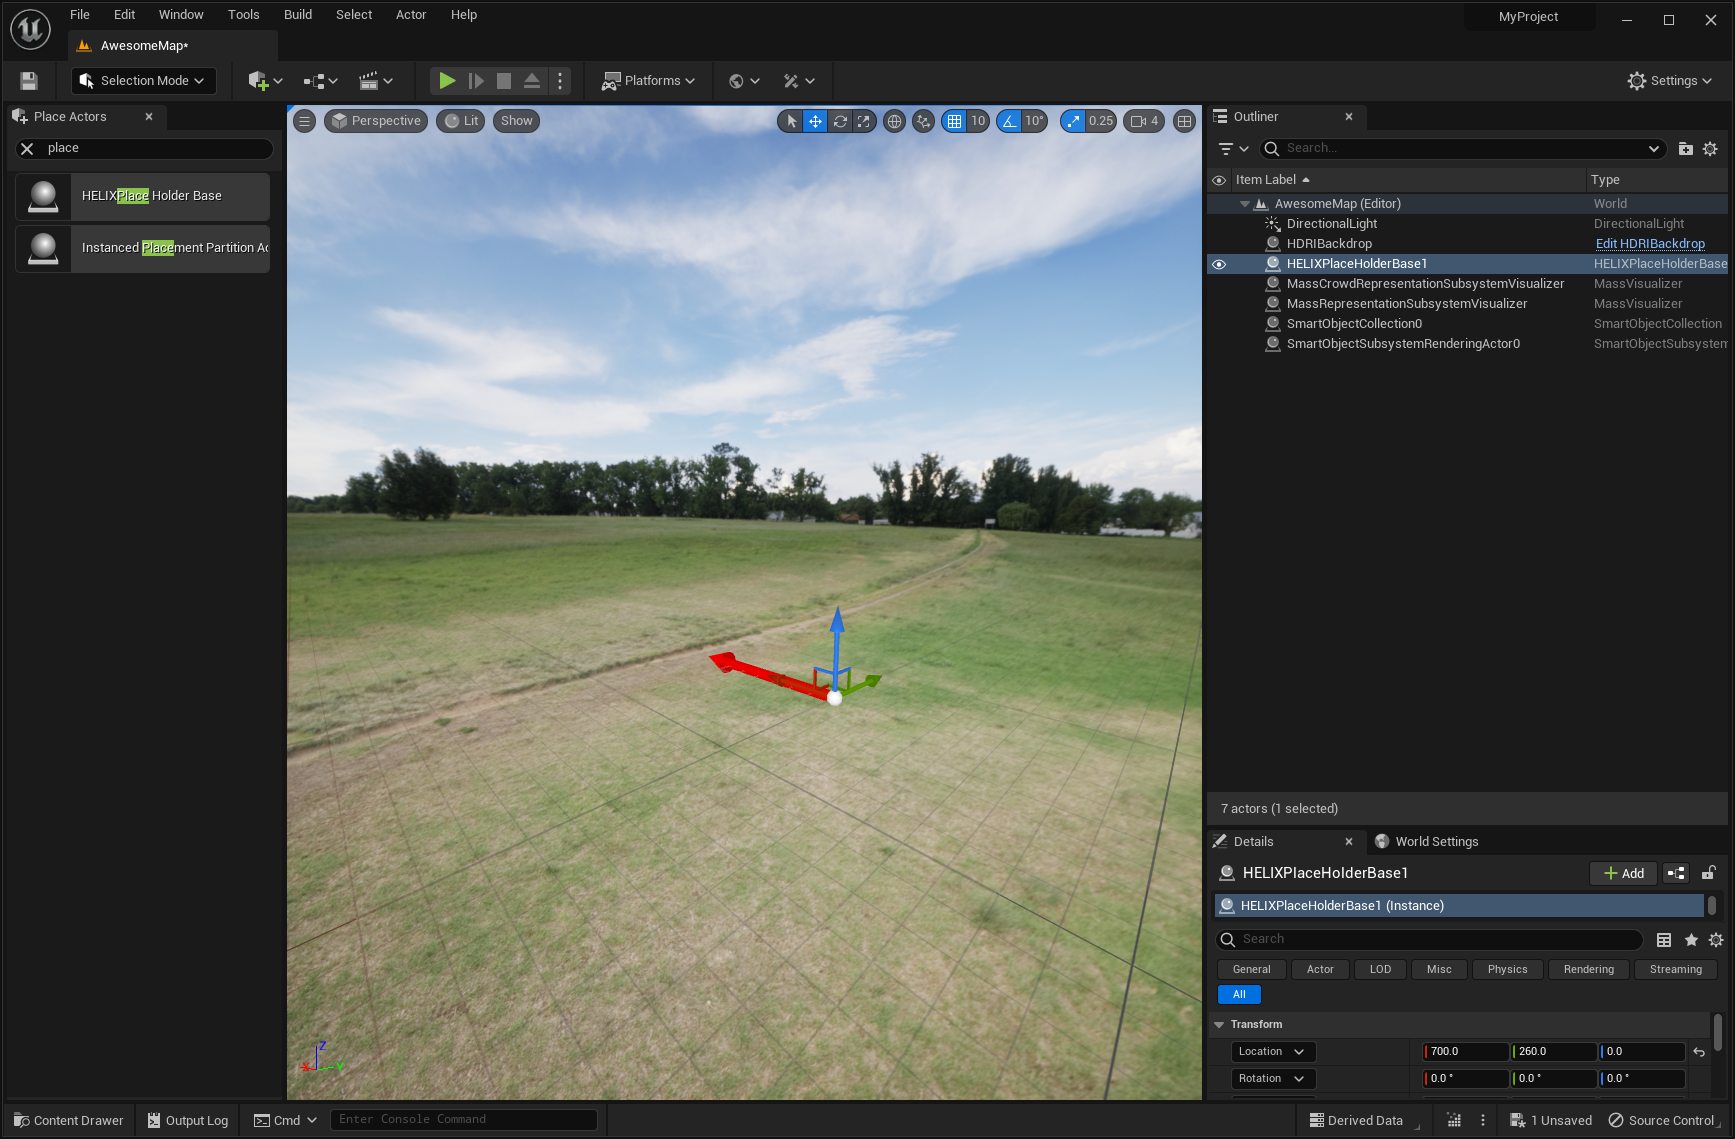 File Edit Window Tools Build Select Actor Help
MyProject
AwesomeMap*
Selection Mode
Platforms
Settings
Place Actors
place
HELIXPlace Holder Base
Instanced Placement Partition Ac
Perspective
Lit
Show
10
10°
0.25
4
Outliner
Search...
Item Label Type
AwesomeMap (Editor) World
DirectionalLight DirectionalLight
HDRIBackdrop Edit HDRIBackdrop
HELIXPlaceHolderBase1 HELIXPlaceHolderBase
MassCrowdRepresentationSubsystemVisualizer MassVisualizer
MassRepresentationSubsystemVisualizer MassVisualizer
SmartObjectCollection0 SmartObjectCollection
SmartObjectSubsystemRenderingActor0 SmartObjectSubsystem
7 actors (1 selected)
Details
World Settings
HELIXPlaceHolderBase1
Add
HELIXPlaceHolderBase1 (Instance)
Search
General Actor LOD Misc Physics Rendering Streaming
All
Transform
Location 700.0 260.0 0.0
Rotation 0.0 ° 0.0 ° 0.0 °
Z
X
Y
Content Drawer
Output Log
Cmd
Enter Console Command
Derived Data
1 Unsaved
Source Control